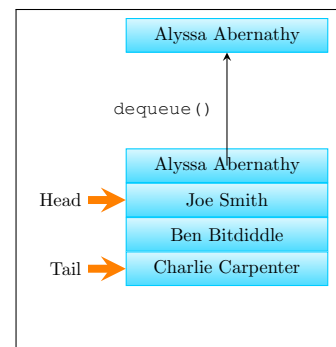 Alyssa Abernathy
dequeue()
Alyssa Abernathy
Head Joe Smith
Ben Bitdiddle
Tail Charlie Carpenter